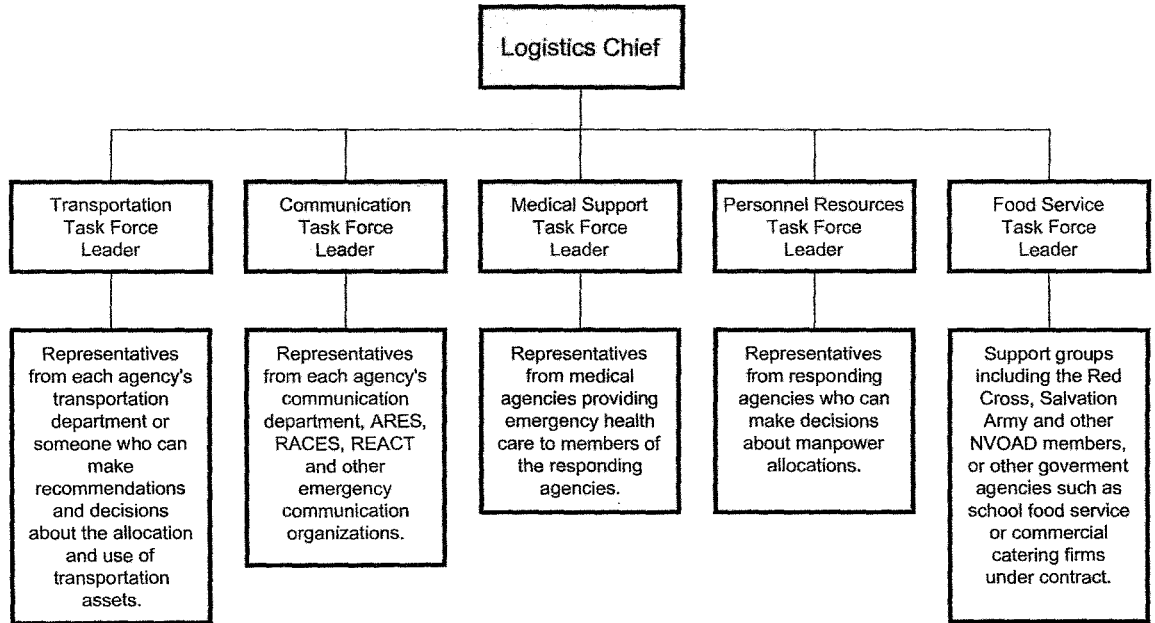 Logistics Chief
Transportation
Task Force
Leader
Communication
Task Force
Leader
Medical Support
Task Force
Leader
Personnel Resources
Task Force
Leader
Food Service
Task Force
Leader
Representatives
from each agency's
transportation
department or
someone who can
make
recommendations
and decisions
about the allocation
and use of
transportation
assets.
Representatives
from each agency's
communication
department, ARES,
RACES, REACT
and other
emergency
communication
organizations.
Representatives
from medical
agencies providing
emergency health
care to members of
the responding
agencies.
Representatives
from responding
agencies who can
make decisions
about manpower
allocations.
Support groups
including the Red
Cross, Salvation
Army and other
NVOAD members,
or other goverment
agencies such as
school food service
or commercial
catering firms
under contract.